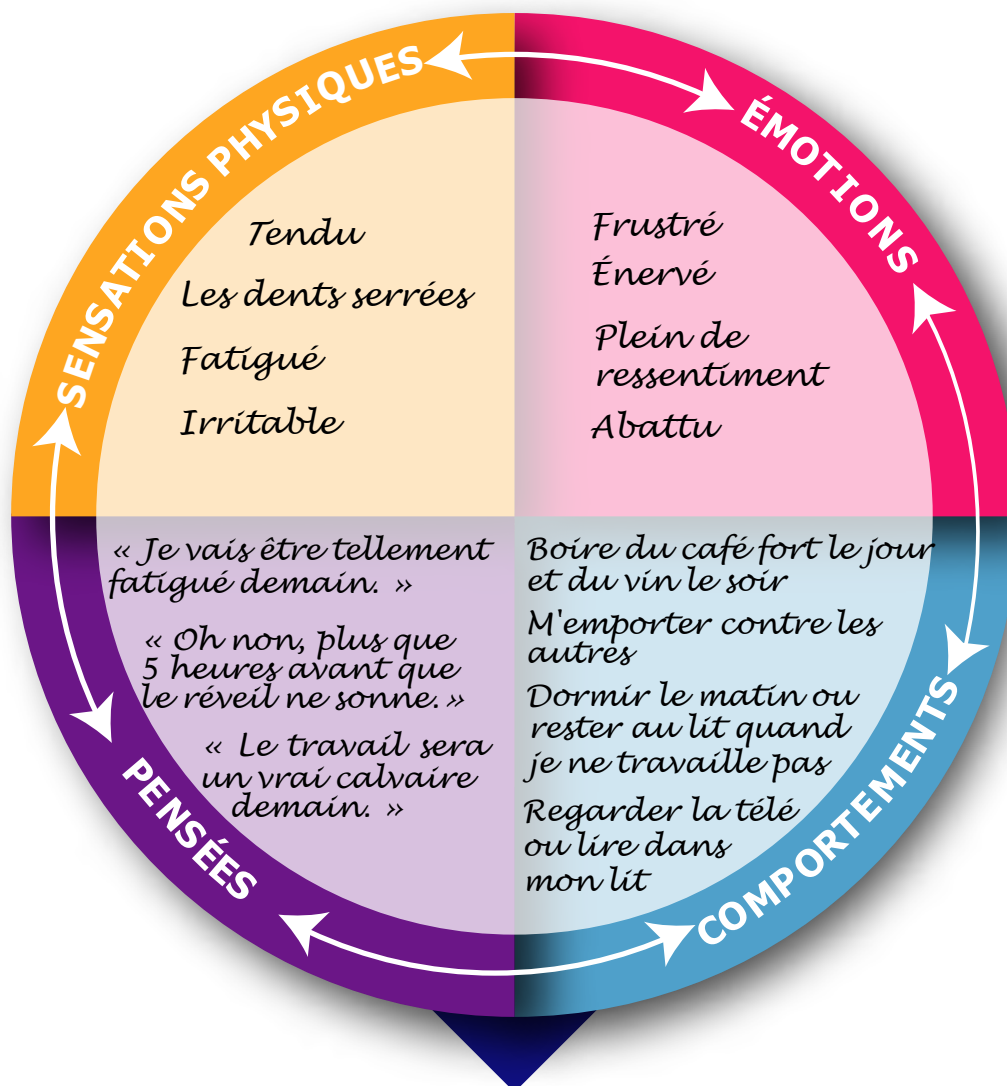 SENSATIONS PHYSIQUES
Tendu
Les dents serrées
Fatigué
Irritable
ÉMOTIONS
Frustré
Énervé
Plein de
ressentiment
Abattu
PENSÉES
« Je vais être tellement
fatigué demain. »
« Oh non, plus que
5 heures avant que
le réveil ne sonne. »
« Le travail sera
un vrai calvaire
demain. »
COMPORTEMENTS
Boire du café fort le jour
et du vin le soir
M'emporter contre les
autres
Dormir le matin ou
rester au lit quand
je ne travaille pas
Regarder la télé
ou lire dans
mon lit